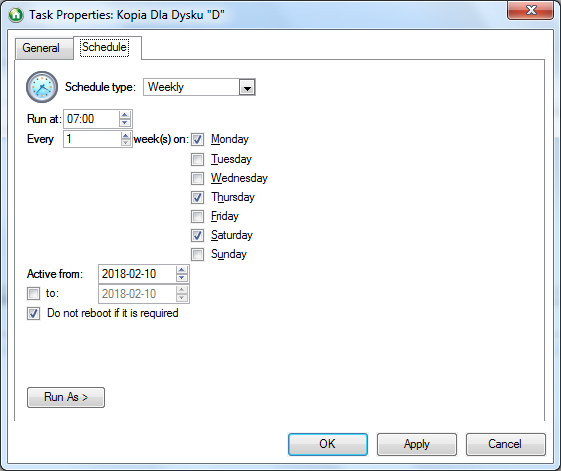 Task Properties: Kopia Dla Dysku "D"
General Schedule
Schedule type: Weekly
Run at: 07:00
Every 1 week(s) on: Monday
Tuesday
Wednesday
Thursday
Friday
Saturday
Sunday
Active from: 2018-02-10
to: 2018-02-10
Do not reboot if it is required
Run As >
OK Apply Cancel